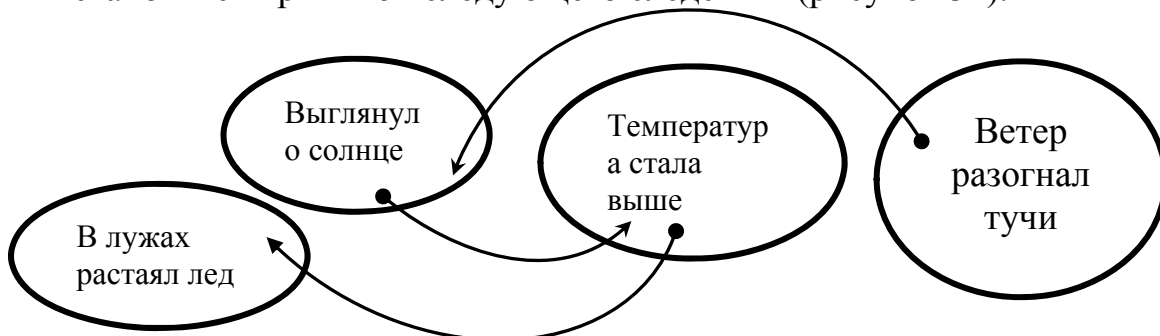 Выглянул
о солнце
Температур
а стала
выше
Ветер
разогнал
тучи
В лужах
растаял лед